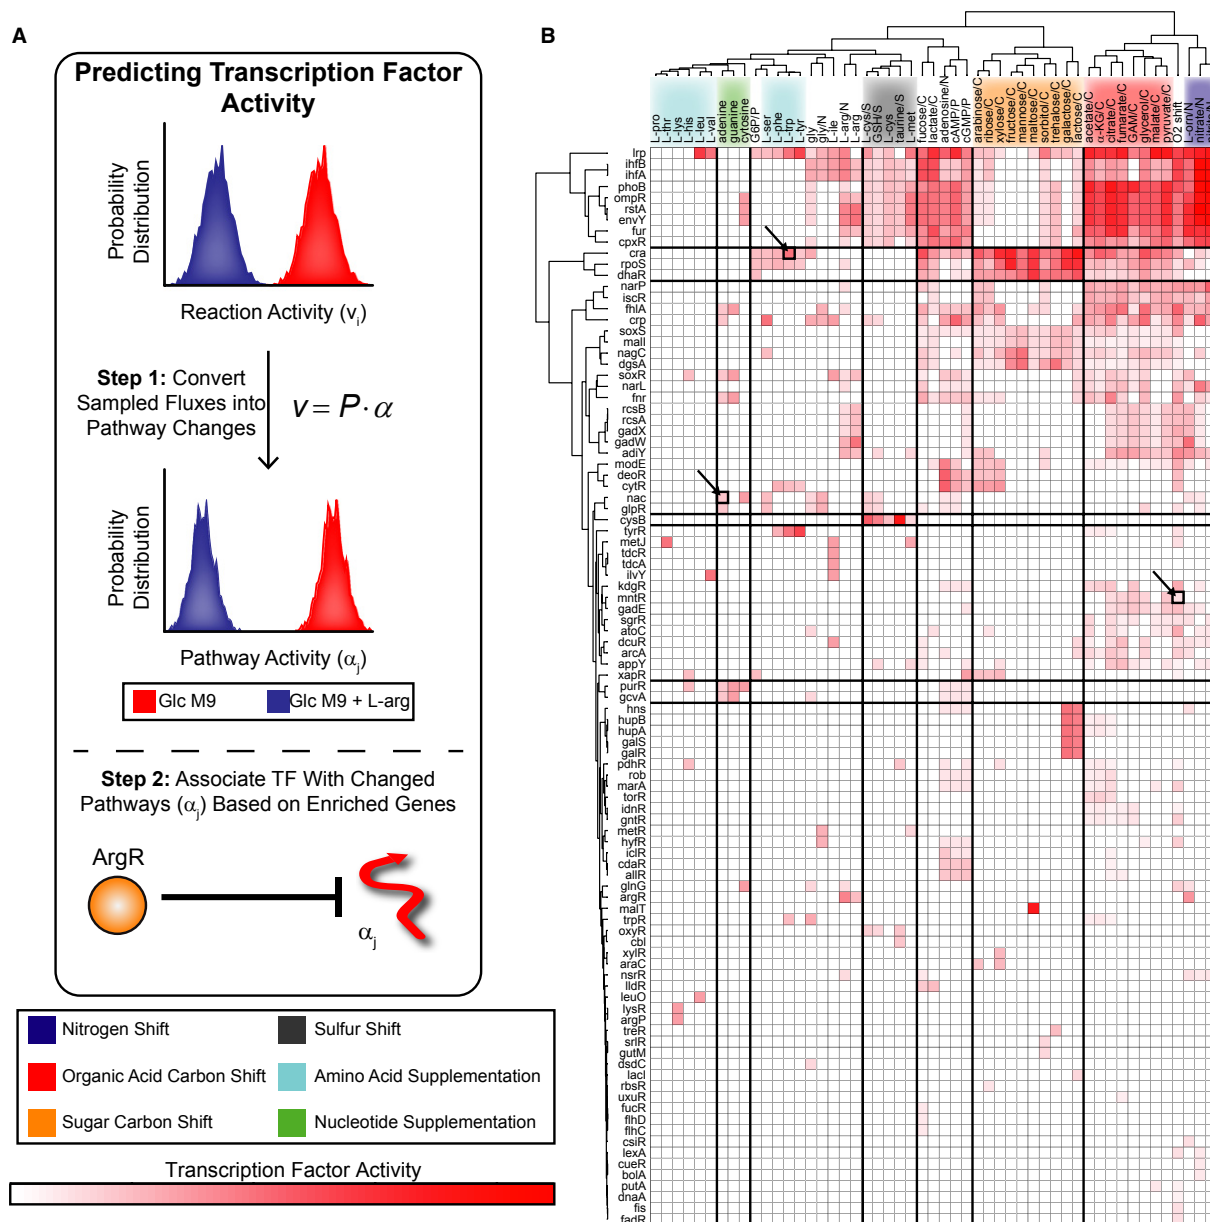 A
Predicting Transcription Factor
Activity
Probability
Distribution
Reaction Activity (vi)
Step 1: Convert
Sampled Fluxes into
Pathway Changes
v = P · α
Probability
Distribution
Pathway Activity (αj)
Glc M9
Glc M9 + L-arg
Step 2: Associate TF With Changed
Pathways (αj) Based on Enriched Genes
ArgR
αj
Nitrogen Shift
Sulfur Shift
Organic Acid Carbon Shift
Amino Acid Supplementation
Sugar Carbon Shift
Nucleotide Supplementation
Transcription Factor Activity
B
L-pro
L-thr
L-lys
L-his
L-leu
L-val
adenine
guanine
cytosine
G6P/P
L-ser
L-phe
L-trp
L-tyr
gly
gly/N
L-ile
L-arg/N
L-arg
L-cys/S
GSH/S
L-cys
taurine/S
L-met
lucose/C
lactate/C
adenosine/N
cAMP/P
cGMP/P
arabinose/C
ribose/C
xylose/C
fructose/C
mannose/C
maltose/C
sorbitol/C
trehalose/C
galactose/C
lactose/C
acetate/C
α-KG/C
citrate/C
fumarate/C
GAM/C
glycerol/C
malate/C
pyruvate/C
O2 shift
L-orn/N
nitrate/N
lrp
ihfB
ihfA
phoB
ompR
rstA
envY
fur
cpxR
cra
rpoS
dhaR
narP
iscR
fhlA
crp
soxS
malI
nagC
dgsA
soxR
narL
fnr
rcsB
rcsA
gadX
gadW
adiY
modE
deoR
cytR
nac
glpR
cysB
tyrR
metJ
tdcR
tdcA
ilvY
kdgR
mntR
gadE
sgrR
atoC
dcuR
arcA
appY
xapR
purR
gcvA
hns
hupB
hupA
galS
galR
pdhR
rob
marA
torR
idnR
gntR
metR
hyfR
iclR
cdaR
allR
glnG
argR
malT
trpR
oxyR
cbl
xylR
araC
nsrR
lldR
leuO
lysR
argP
treR
srlR
gutM
dsdC
lacI
rbsR
uxuR
fucR
flhD
flhC
csiR
lexA
cueR
bolA
putA
dnaA
fis
fadR